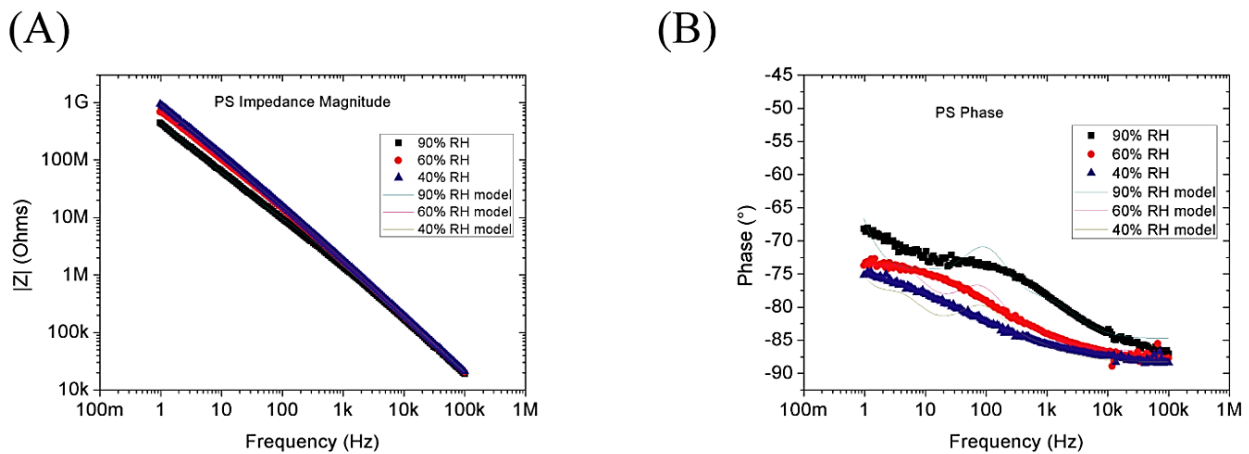 (A)
PS Impedance Magnitude
1G
100M
10M
1M
100k
10k
|Z| (Ohms)
90% RH
60% RH
40% RH
90% RH model
60% RH model
40% RH model
100m 1 10 100 1k 10k 100k 1M
Frequency (Hz)
(B)
PS Phase
-45
-50
-55
-60
-65
-70
-75
-80
-85
-90
Phase (°)
90% RH
60% RH
40% RH
90% RH model
60% RH model
40% RH model
100m 1 10 100 1k 10k 100k 1M
Frequency (Hz)